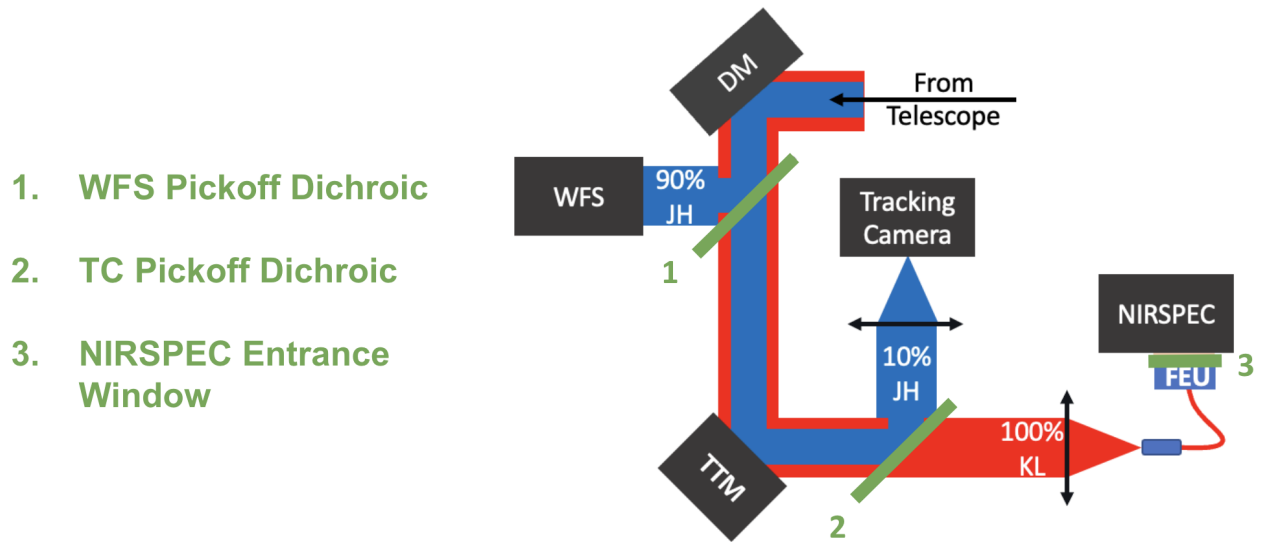 1. WFS Pickoff Dichroic
2. TC Pickoff Dichroic
3. NIRSPEC Entrance
Window
DM
From
Telescope
WFS
90%
JH
1
Tracking
Camera
10%
JH
NIRSPEC
3
FEU
100%
KL
TTM
2